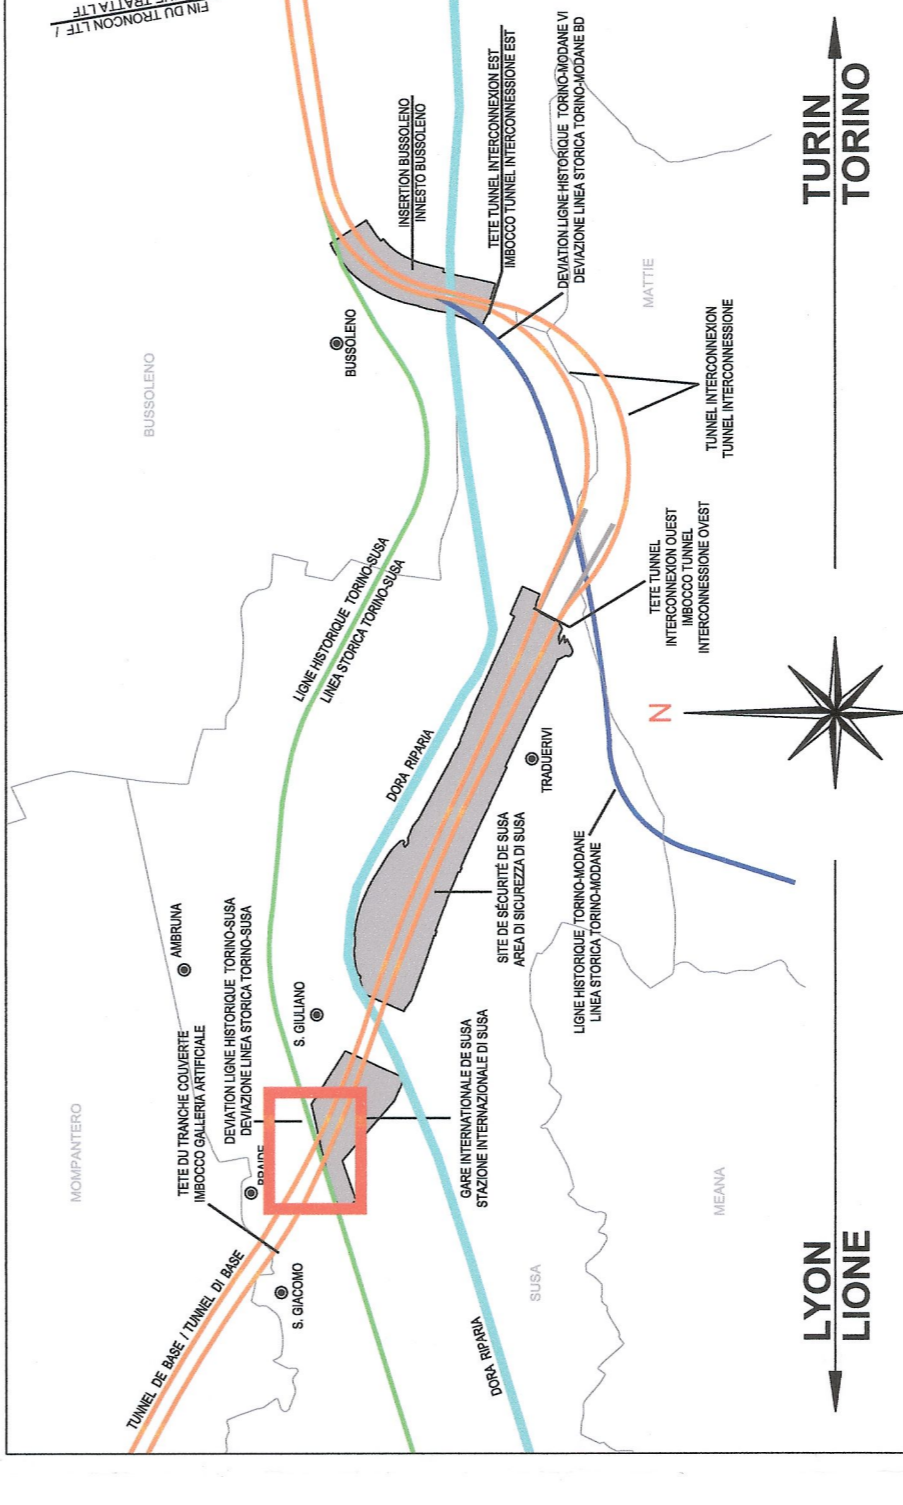 FIN DU TRONCON LTF /
TRATTA LTF
INSERTION BUSSOLENO
INNESTO BUSSOLENO
TETE TUNNEL INTERCONNEXION EST
IMBOCCO TUNNEL INTERCONNESSIONE EST
DEVIATION LIGNE HISTORIQUE TORINO-MODANE VI
DEVIAZIONE LINEA STORICA TORINO-MODANE BD
TURIN
TORINO
MATTIE
BUSSOLENO
BUSSOLENO
TUNNEL INTERCONNEXION
TUNNEL INTERCONNESSIONE
LIGNE HISTORIQUE TORINO-SUSA
LINEA STORICA TORINO-SUSA
TETE TUNNEL
INTERCONNEXION OUEST
IMBOCCO TUNNEL
INTERCONNESSIONE OVEST
N
DORA RIPARIA
TRADUERIVI
SITE DE SÉCURITÉ DE SUSA
AREA DI SICUREZZA DI SUSA
LIGNE HISTORIQUE TORINO-MODANE
LINEA STORICA TORINO-MODANE
AMBRUNA
S. GIULIANO
DEVIATION LIGNE HISTORIQUE TORINO-SUSA
DEVIAZIONE LINEA STORICA TORINO-SUSA
TETE DU TRANCHE COUVERTE
IMBOCCO GALLERIA ARTIFICIALE
MOMPANTERO
BRAIDE
GARE INTERNATIONALE DE SUSA
STAZIONE INTERNAZIONALE DI SUSA
MEANA
SUSA
S. GIACOMO
TUNNEL DE BASE / TUNNEL DI BASE
DORA RIPARIA
LYON
LIONE